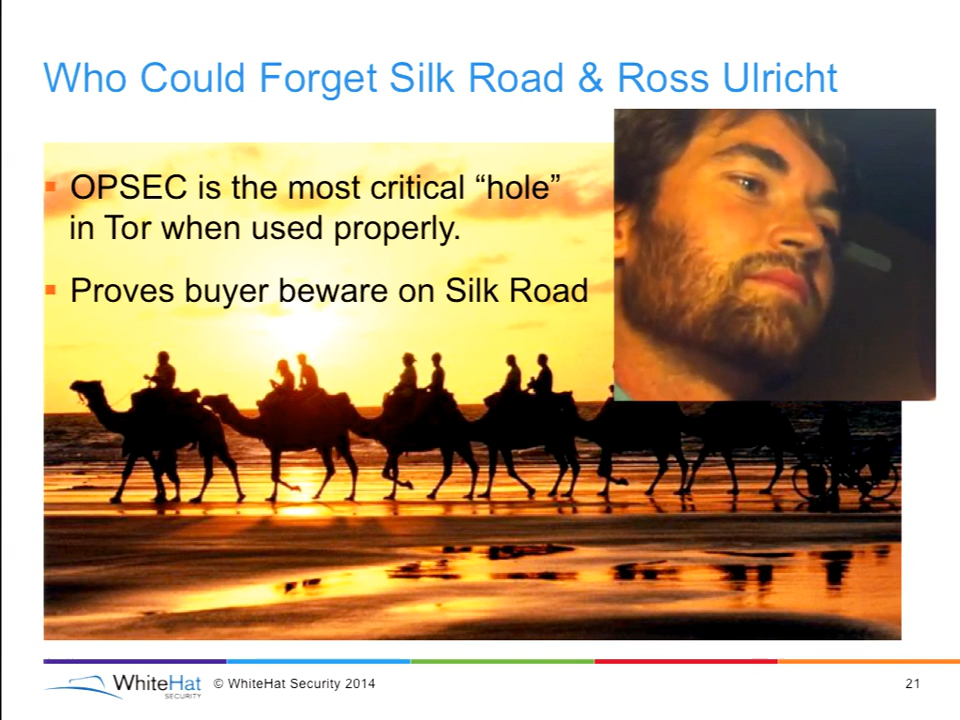 Who Could Forget Silk Road & Ross Ulricht
▪ OPSEC is the most critical “hole”
in Tor when used properly.
▪ Proves buyer beware on Silk Road
WhiteHat
SECURITY
© WhiteHat Security 2014
21